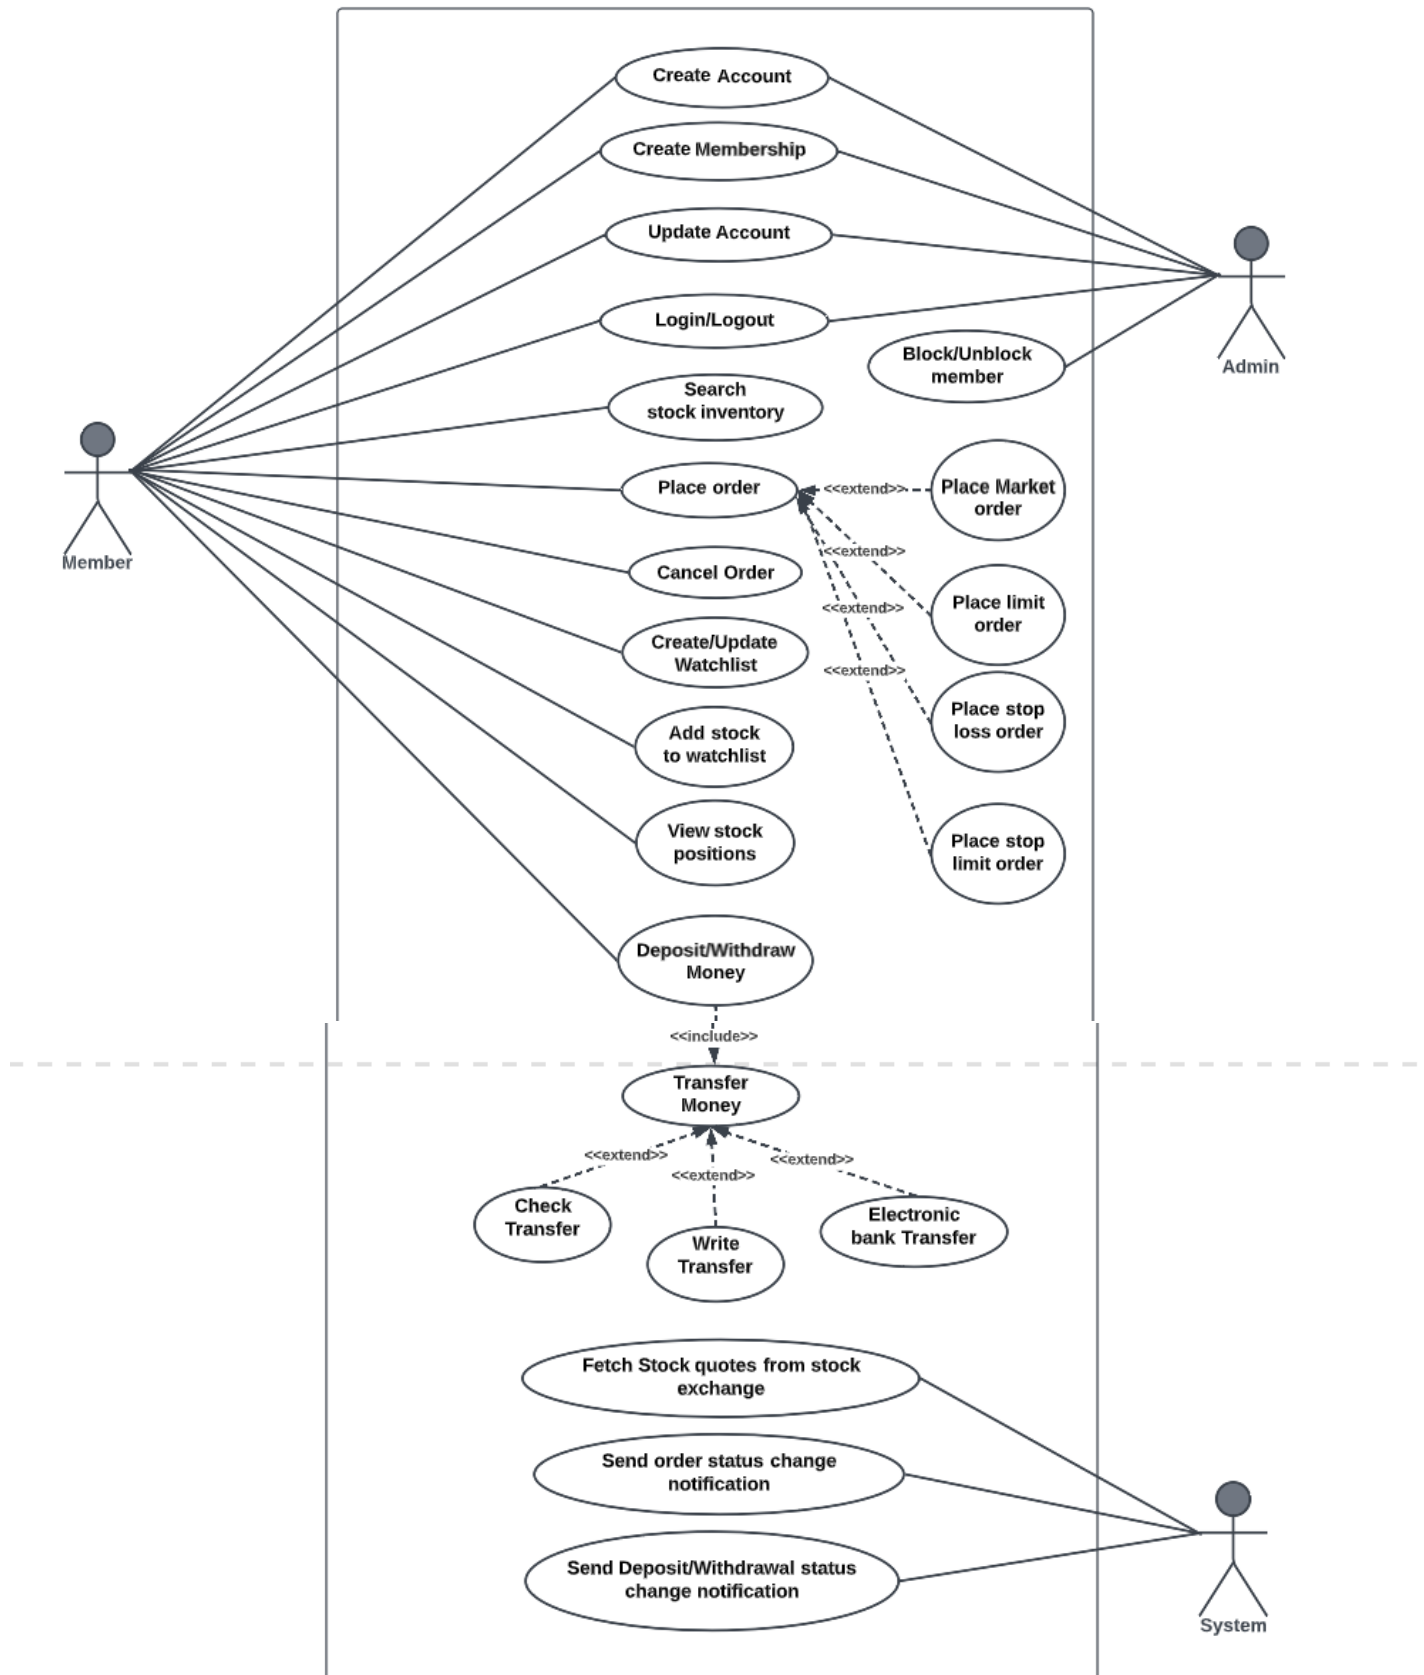 Create Account
Create Membership
Update Account
Login/Logout
Block/Unblock
member
Admin
Search
stock inventory
Member
Place order
<<extend>>
Place Market
order
<<extend>>
Cancel Order
Place limit
order
<<extend>>
Create/Update
Watchlist
<<extend>>
Place stop
loss order
Add stock
to watchlist
View stock
positions
Place stop
limit order
Deposit/Withdraw
Money
<<include>>
Transfer
Money
<<extend>>
<<extend>>
<<extend>>
Check
Transfer
Write
Transfer
Electronic
bank Transfer
Fetch Stock quotes from stock
exchange
Send order status change
notification
Send Deposit/Withdrawal status
change notification
System